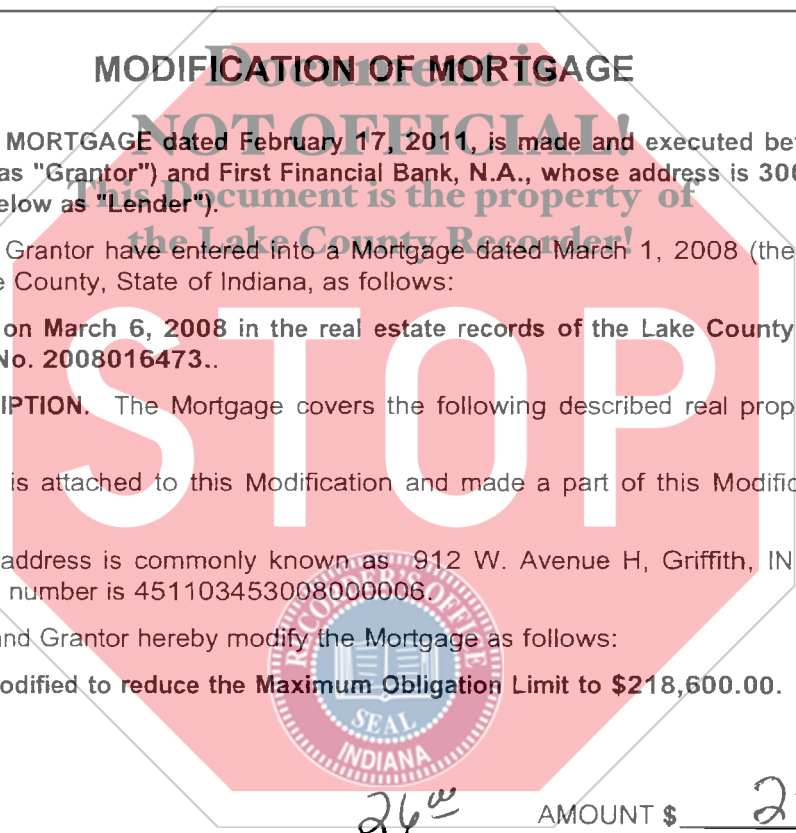 MODIFICATION OF MORTGAGE
Document is
NOT OFFICIAL!
MORTGAGE dated February 17, 2011, is made and executed be
as "Grantor") and First Financial Bank, N.A., whose address is 300
elow as "Lender").
This Document is the property of
the Lake County Recorder!
Grantor have entered into a Mortgage dated March 1, 2008 (the
e County, State of Indiana, as follows:
on March 6, 2008 in the real estate records of the Lake County
No. 2008016473..
IPTION. The Mortgage covers the following described real prop
is attached to this Modification and made a part of this Modific
STOP
address is commonly known as 912 W. Avenue H, Griffith, IN
number is 451103453008000006.
and Grantor hereby modify the Mortgage as follows:
odified to reduce the Maximum Obligation Limit to $218,600.00.
RECORDER'S OFFICE
SEAL
INDIANA
26 AMOUNT $ 2